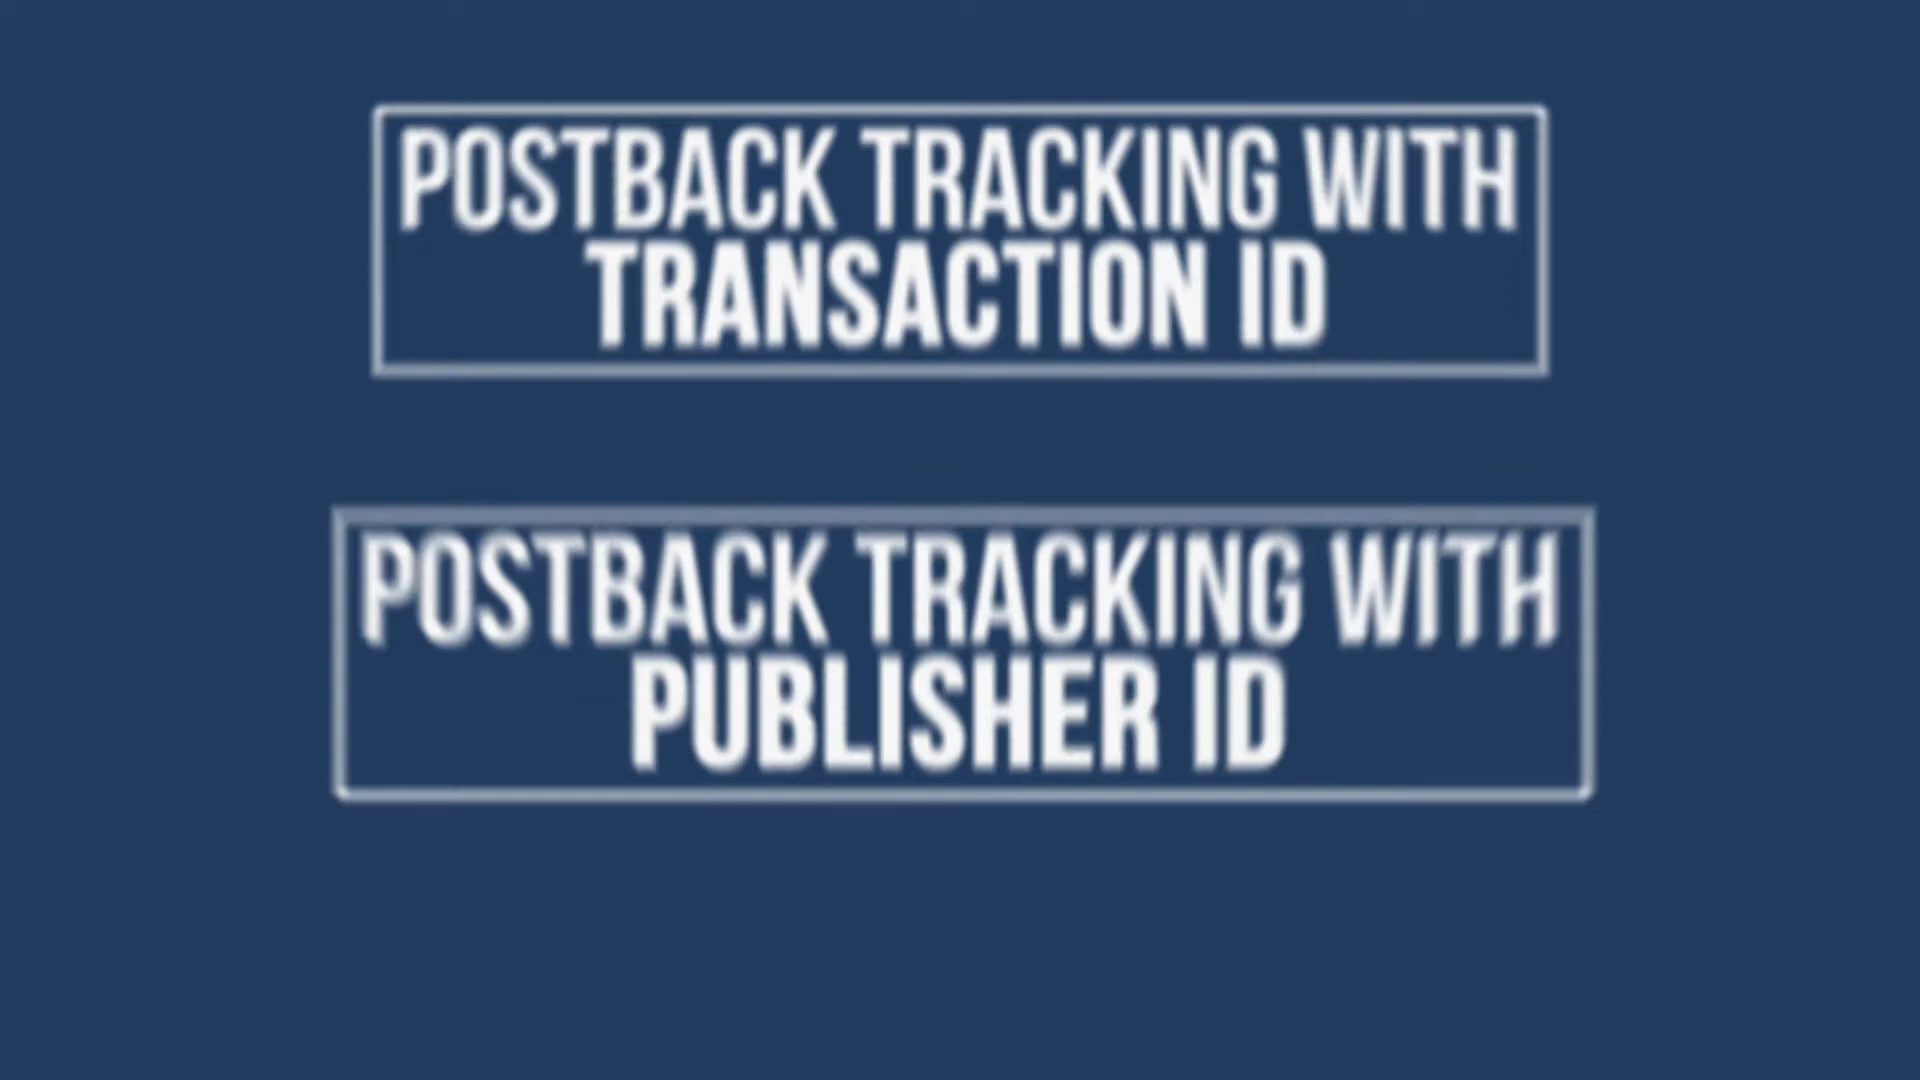 POSTBACK TRACKING WITH
TRANSACTION ID
POSTBACK TRACKING WITH
PUBLISHER ID